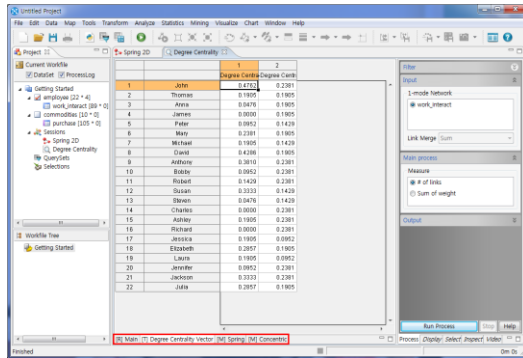 Untitled Project
File Edit Data Map Tools Transform Analyze Statistics Mining Visualize Chart Window Help
Project
Spring 2D
Degree Centrality
Current Workfile
DataSet
ProcessLog
Getting Started
employee [22 * 4]
work_interact [89 * 0]
commodities [10 * 0]
purchase [105 * 0]
Sessions
Spring 2D
Degree Centrality
QuerySets
Selections
Workfile Tree
Getting Started
1 2
Degree Centra Degree Centr
1 John 0.4762 0.2381
2 Thomas 0.1905 0.1905
3 Anna 0.0476 0.1905
4 James 0.0000 0.1905
5 Peter 0.0952 0.1429
6 Mary 0.2381 0.1905
7 Michael 0.1905 0.1905
8 David 0.4286 0.1905
9 Anthony 0.3810 0.2381
10 Bobby 0.0952 0.2381
11 Robert 0.1429 0.2381
12 Susan 0.3333 0.1429
13 Steven 0.0476 0.1429
14 Charles 0.0000 0.2381
15 Ashley 0.1905 0.2381
16 Richard 0.0000 0.2381
17 Jessica 0.1905 0.0952
18 Elizabeth 0.2857 0.1905
19 Laura 0.1905 0.0952
20 Jennifer 0.0952 0.2381
21 Jackson 0.3333 0.2381
22 Julia 0.2857 0.1905
[R] Main [T] Degree Centrality Vector [M] Spring [M] Concentric
Filter
Input
1-mode Network
work_interact
Link Merge Sum
Main process
Measure
# of links
Sum of weight
Output
Run Process Stop Help
Process Display Select Inspect Video
Finished
0m 0s